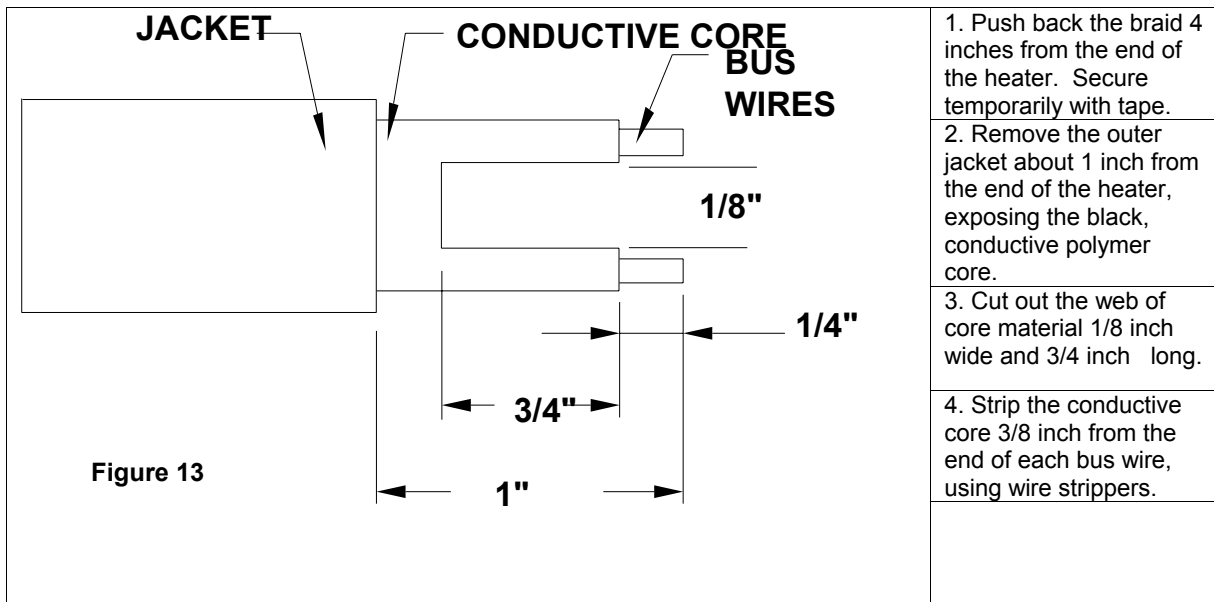 JACKET
CONDUCTIVE CORE
BUS
WIRES
1/8"
1/4"
3/4"
1"
Figure 13
1. Push back the braid 4
inches from the end of
the heater.  Secure
temporarily with tape.
2. Remove the outer
jacket about 1 inch from
the end of the heater,
exposing the black,
conductive polymer
core.
3. Cut out the web of
core material 1/8 inch
wide and 3/4 inch   long.
4. Strip the conductive
core 3/8 inch from the
end of each bus wire,
using wire strippers.